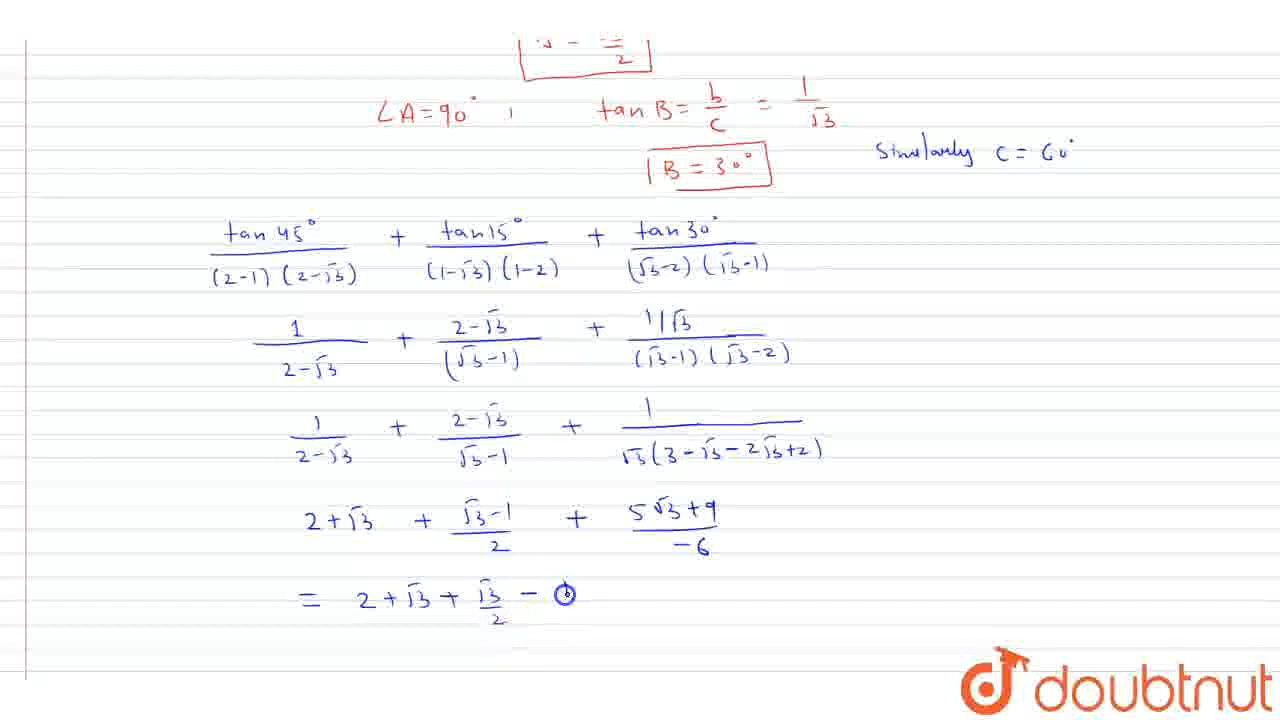 2
∠A = 90° , tan B = b/c = 1/√3
B = 30° Similarly C = 60°
tan 45°/(2-1)(2-√3) + tan 15°/(1-√3)(1-2) + tan 30°/(√3-2)(√3-1)
1/2-√3 + 2-√3/(√3-1) + 1/√3/(√3-1)(√3-2)
1/2-√3 + 2-√3/√3-1 + 1/√3(3-√3-2√3+2)
2+√3 + √3-1/2 + 5√3+9/-6
= 2+√3+√3/2 -
doubtnut